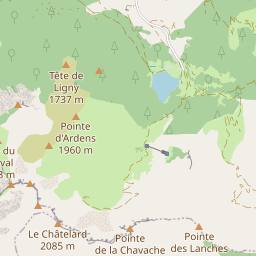 Tête de
Ligny
1737 m
Pointe
d'Ardens
1960 m
du
val
8 m
Le Châtelard
2085 m
Pointe
de la Chavache
Pointe
des Lanches